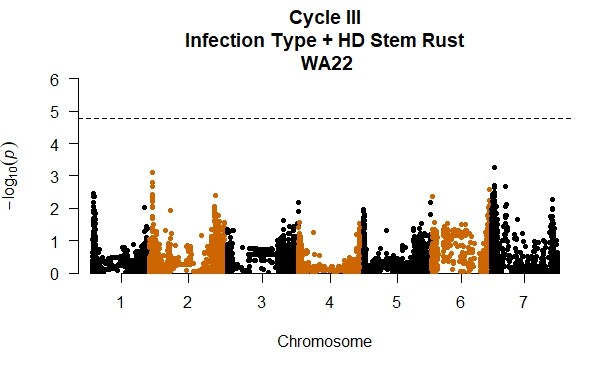 Cycle III
Infection Type + HD Stem Rust
WA22
6
5
4
3
2
1
0
−log10(p)
1 2 3 4 5 6 7
Chromosome